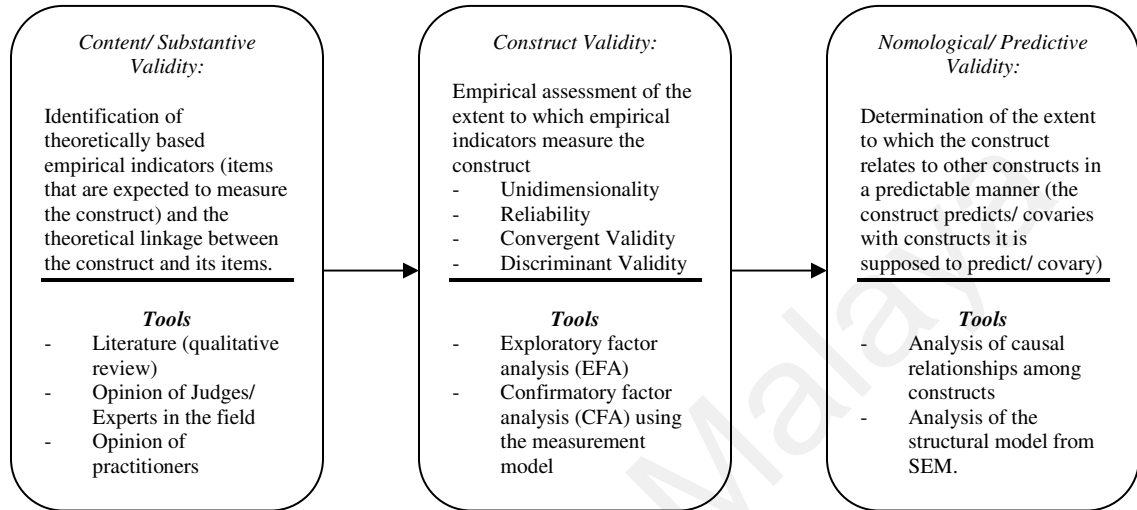 Content/ Substantive
Validity:
Identification of
theoretically based
empirical indicators (items
that are expected to measure
the construct) and the
theoretical linkage between
the construct and its items.
Tools
- Literature (qualitative
review)
- Opinion of Judges/
Experts in the field
- Opinion of
practitioners
Construct Validity:
Empirical assessment of the
extent to which empirical
indicators measure the
construct
- Unidimensionality
- Reliability
- Convergent Validity
- Discriminant Validity
Tools
- Exploratory factor
analysis (EFA)
- Confirmatory factor
analysis (CFA) using
the measurement
model
Nomological/ Predictive
Validity:
Determination of the extent
to which the construct
relates to other constructs in
a predictable manner (the
construct predicts/ covaries
with constructs it is
supposed to predict/ covary)
Tools
- Analysis of causal
relationships among
constructs
- Analysis of the
structural model from
SEM.
Malaya